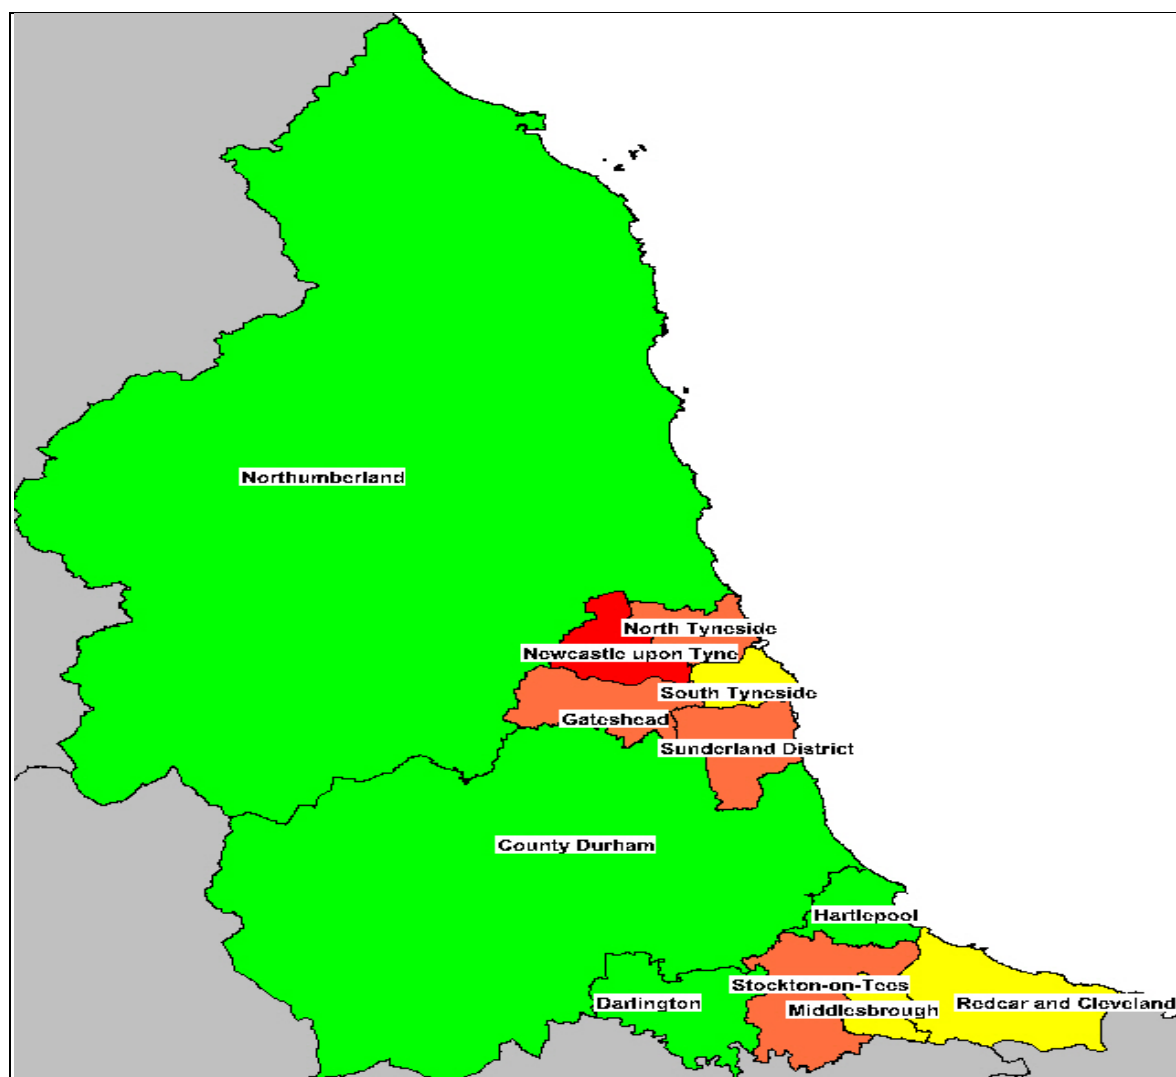 Northumberland
North Tyneside
Newcastle upon Tyne
South Tyneside
Gateshead
Sunderland District
County Durham
Hartlepool
Stockton-on-Tees
Darlington
Middlesbrough
Redcar and Cleveland